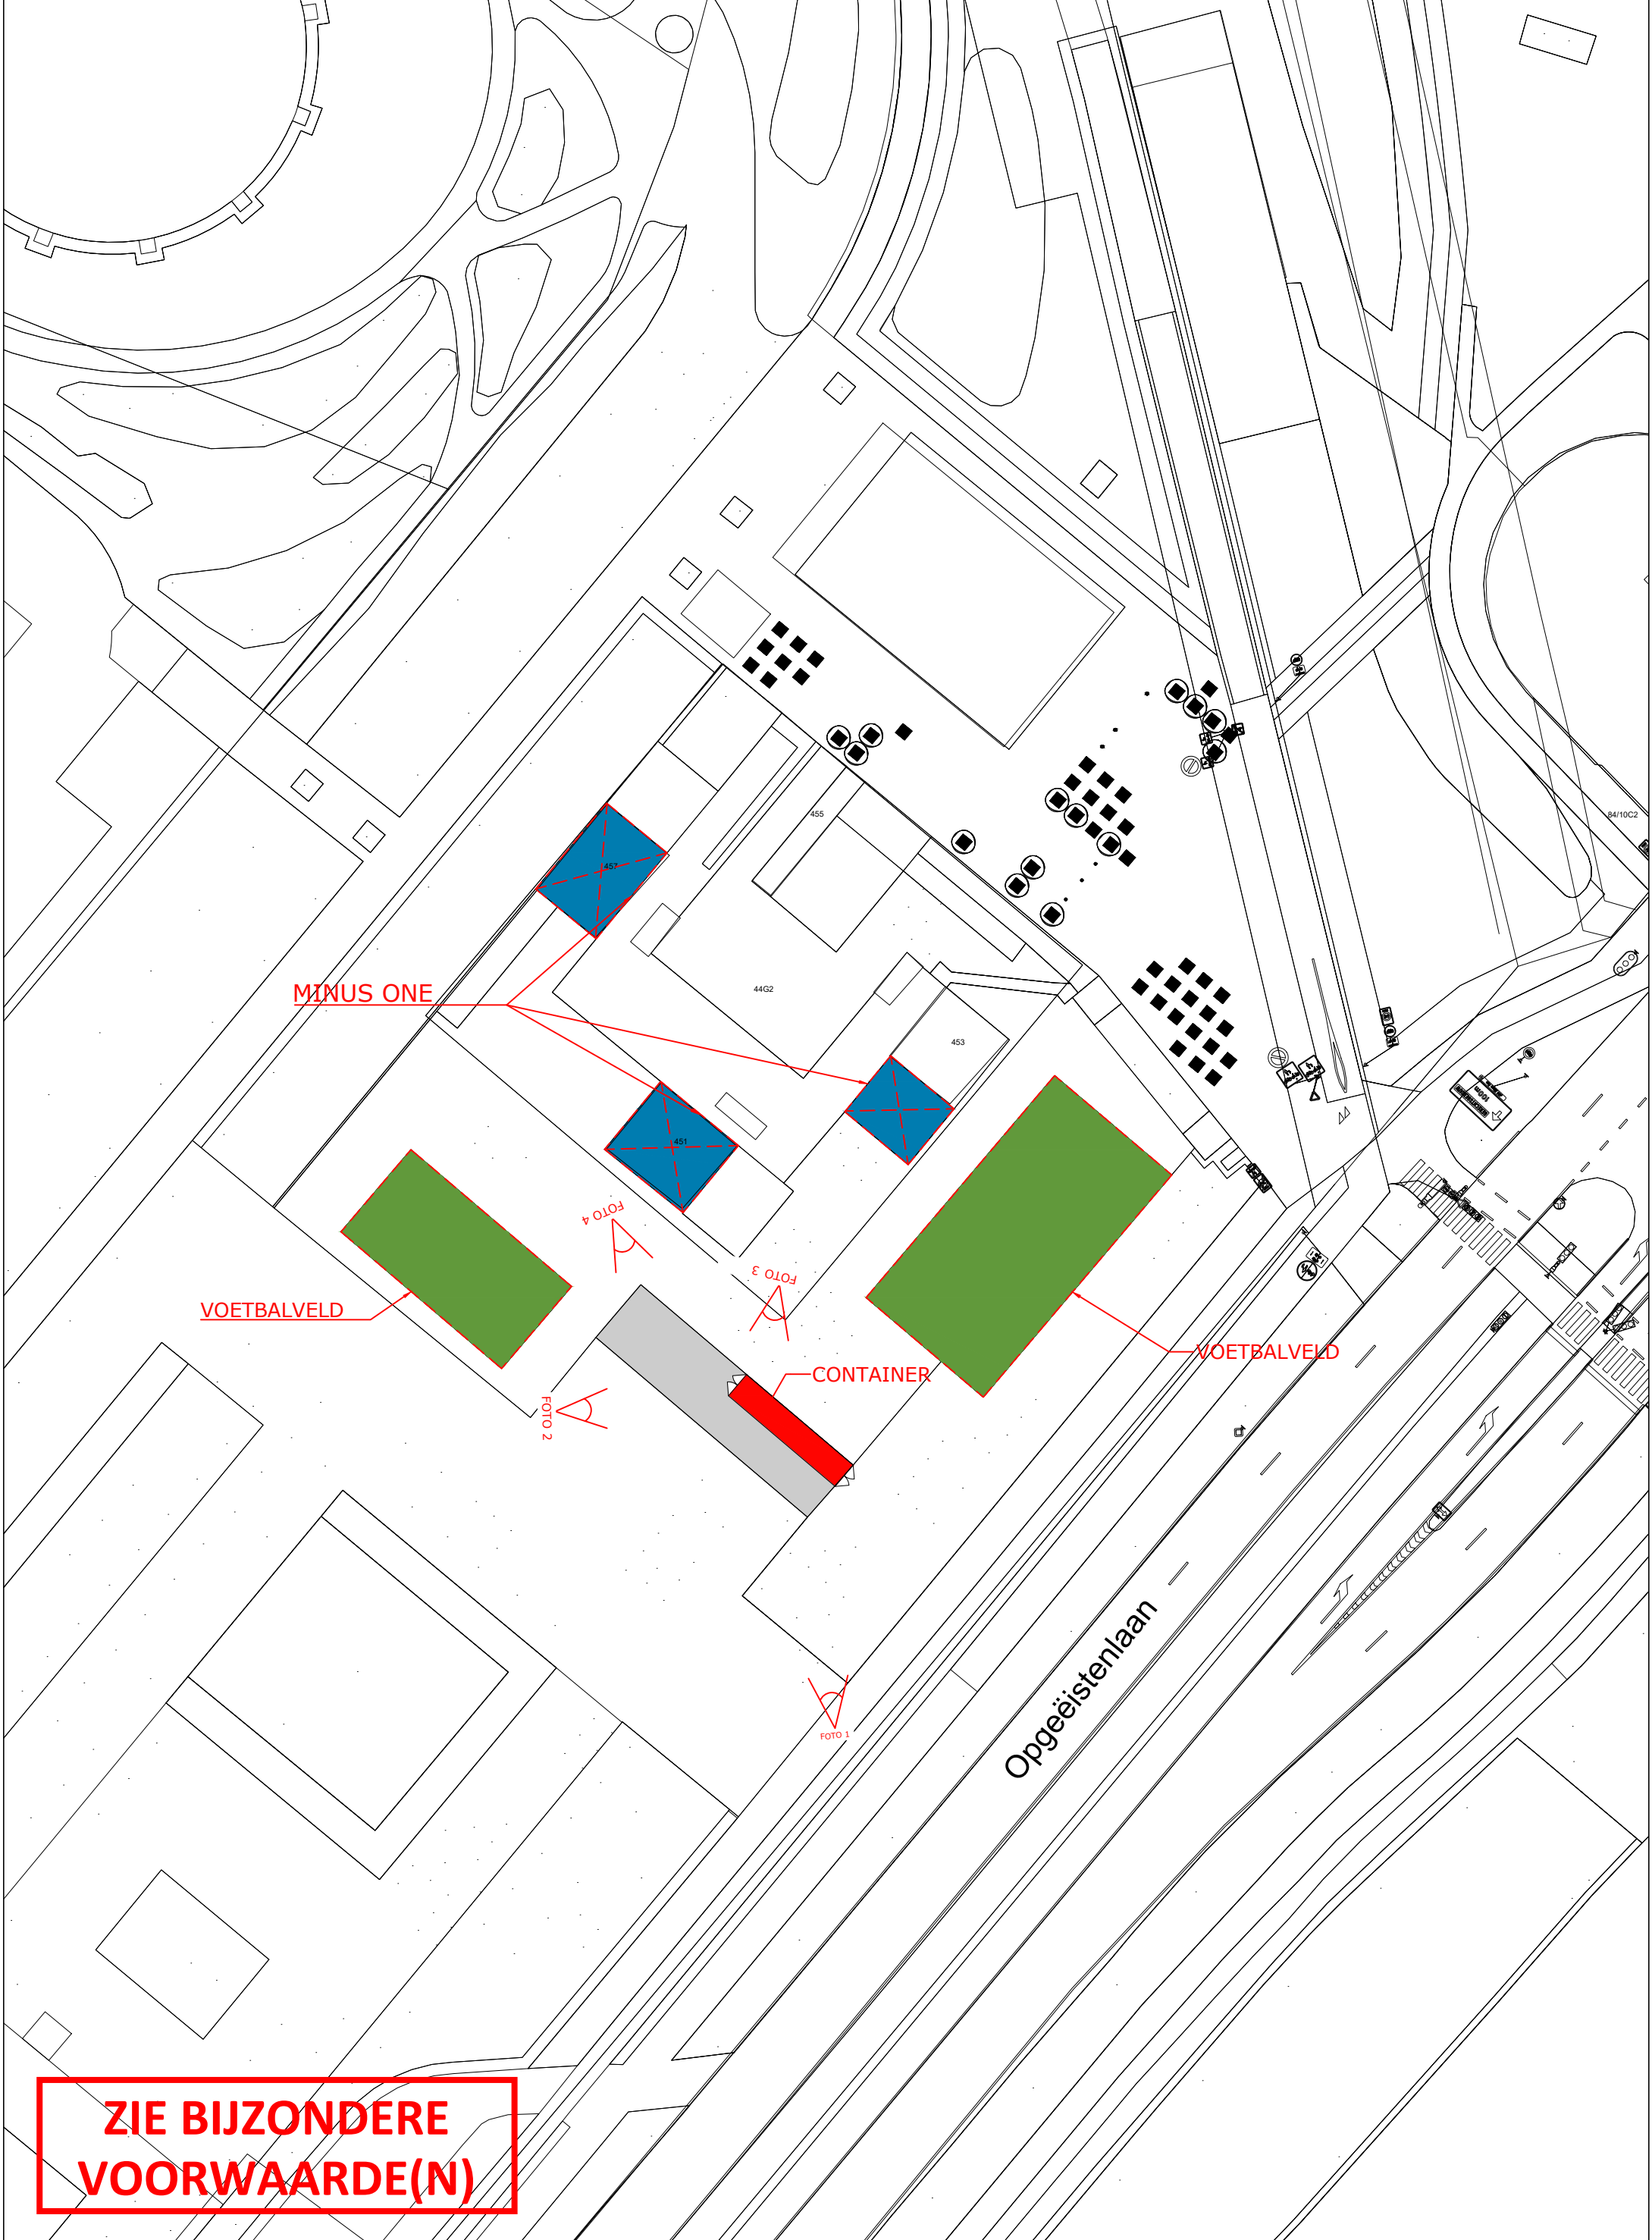 455
84/10C2
457
MINUS ONE
44G2
453
451
FOTO 4
FOTO 3
VOETBALVELD
VOETBALVELD
CONTAINER
FOTO 2
Opgeëistenlaan
FOTO 1
ZIE BIJZONDERE
VOORWAARDE(N)